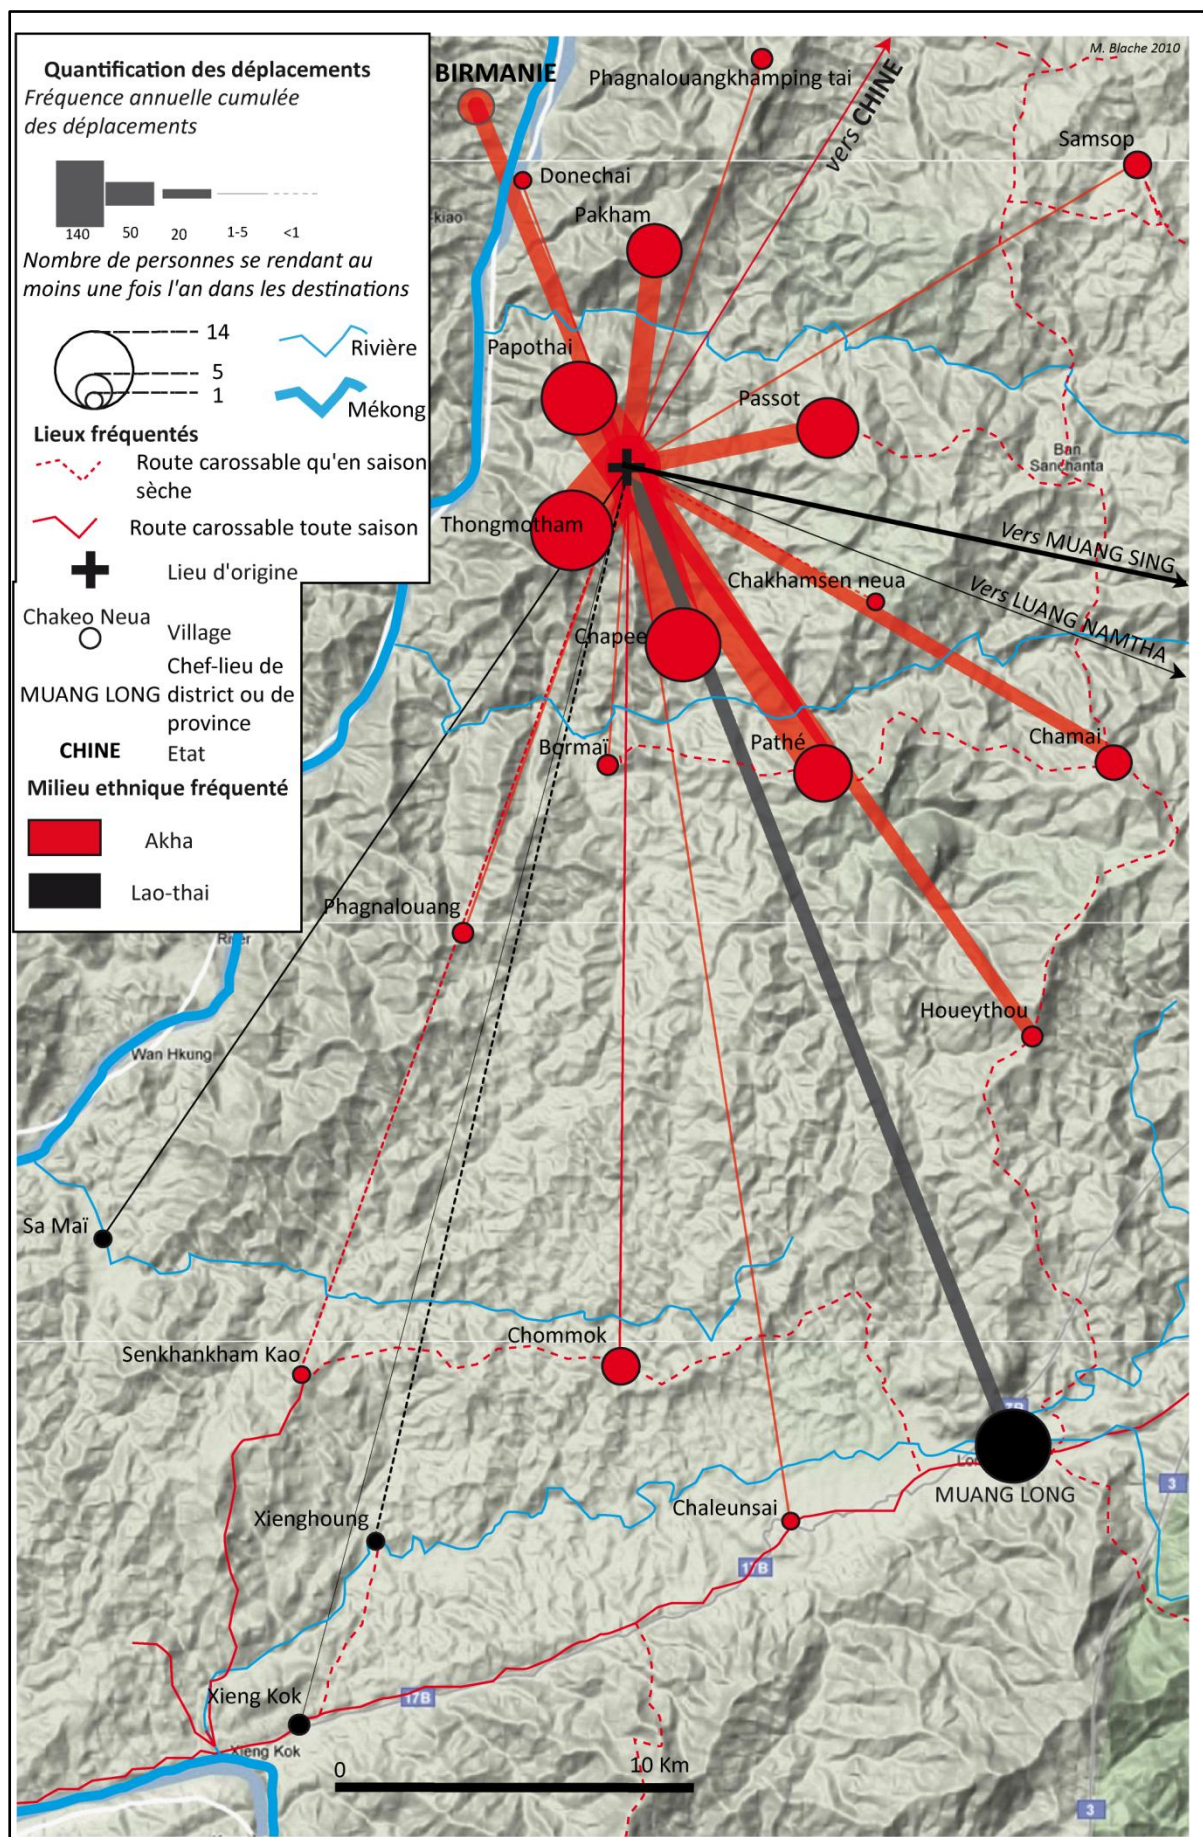 Quantification des déplacements
Fréquence annuelle cumulée
des déplacements
140 50 20 1-5 <1
Nombre de personnes se rendant au
moins une fois l'an dans les destinations
14
5
1
Rivière
Mékong
Lieux fréquentés
Route carossable qu'en saison
sèche
Route carossable toute saison
Lieu d'origine
Chakeo Neua
Village
MUANG LONG
Chef-lieu de
district ou de
province
CHINE
Etat
Milieu ethnique fréquenté
Akha
Lao-thai
M. Blache 2010
BIRMANIE
Phagnalouangkhamping tai
vers CHINE
Samsop
Donechai
-kiao
Pakham
Papothai
Passot
Ban
Sanchanta
Thongmotham
Vers MUANG SING
Chakhamsen neua
Vers LUANG NAMTHA
Chapee
Bormaï
Pathé
Chamai
Phagnalouang
River
Houeythou
Wan Hkung
Sa Maï
Chommok
Senkhankham Kao
MUANG LONG
Chaleunsai
Xienghoung
3
17B
Xieng Kok
17B
Xieng Kok
0 10 Km
3